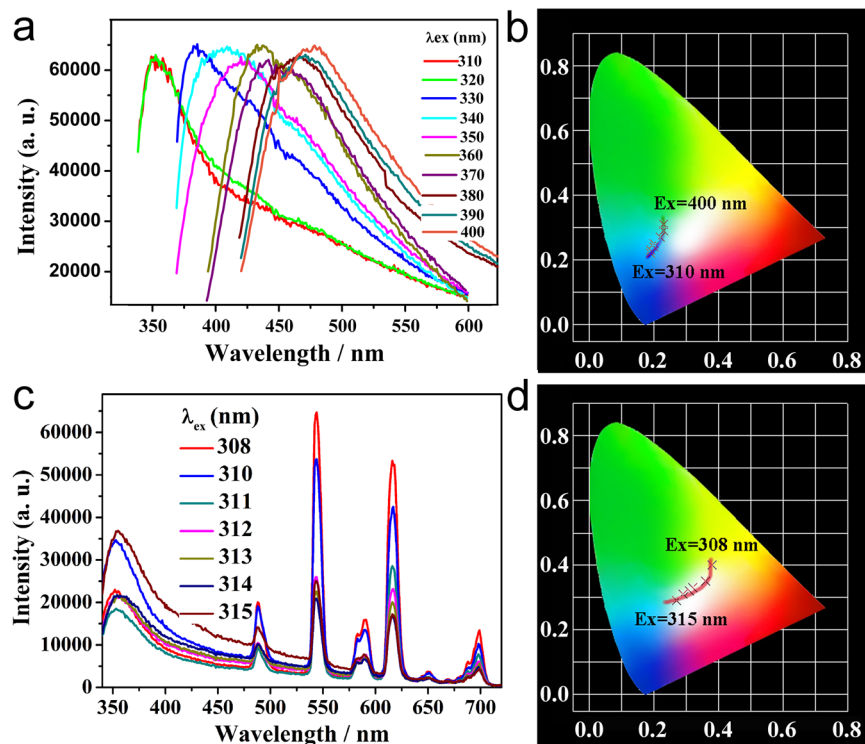 a
λex (nm)
310
320
330
340
350
360
370
380
390
400
60000
50000
40000
30000
20000
Intensity (a. u.)
350 400 450 500 550 600
Wavelength / nm
b
0.8
0.6
0.4
0.2
0.0
Ex=400 nm
Ex=310 nm
0.0 0.2 0.4 0.6 0.8
c
λex (nm)
308
310
311
312
313
314
315
60000
50000
40000
30000
20000
10000
0
Intensity (a. u.)
350 400 450 500 550 600 650 700
Wavelength / nm
d
0.8
0.6
0.4
0.2
0.0
Ex=308 nm
Ex=315 nm
0.0 0.2 0.4 0.6 0.8